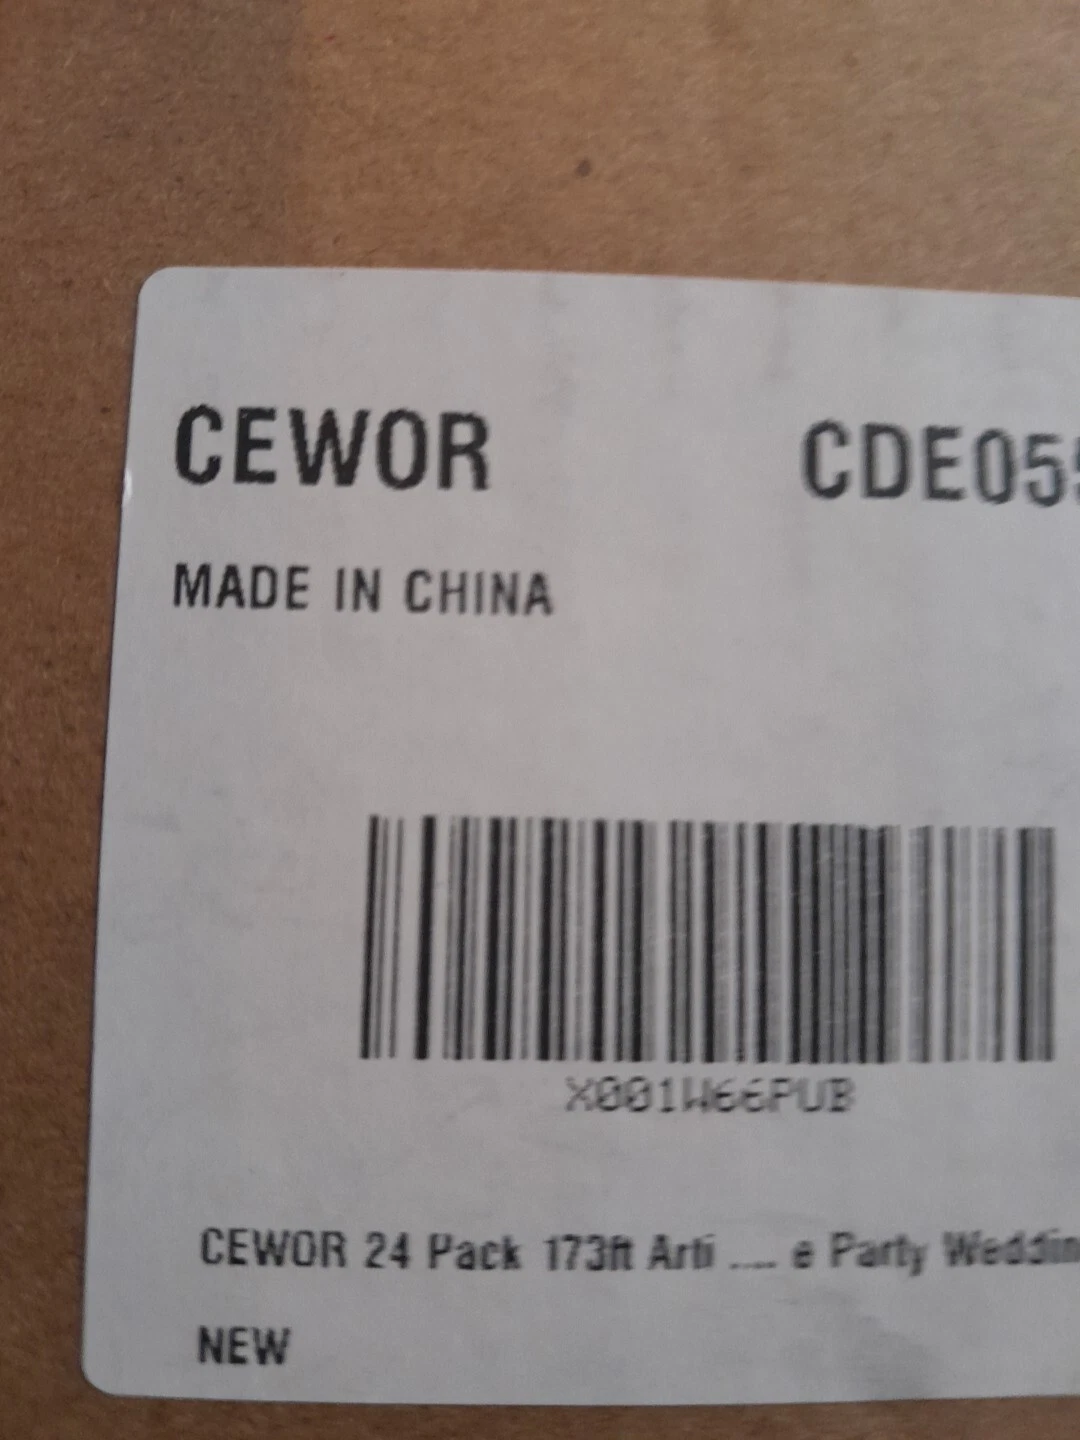 CEWOR CDE05
MADE IN CHINA
X001W66PUB
CEWOR 24 Pack 173ft Arti .... e Party Weddin
NEW